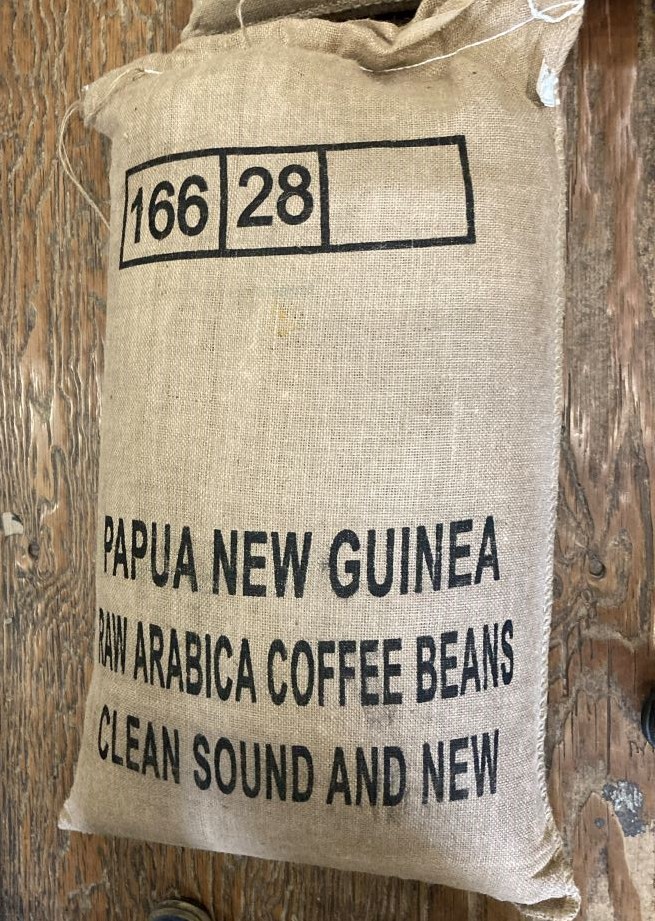 166 28
PAPUA NEW GUINEA
RAW ARABICA COFFEE BEANS
CLEAN SOUND AND NEW